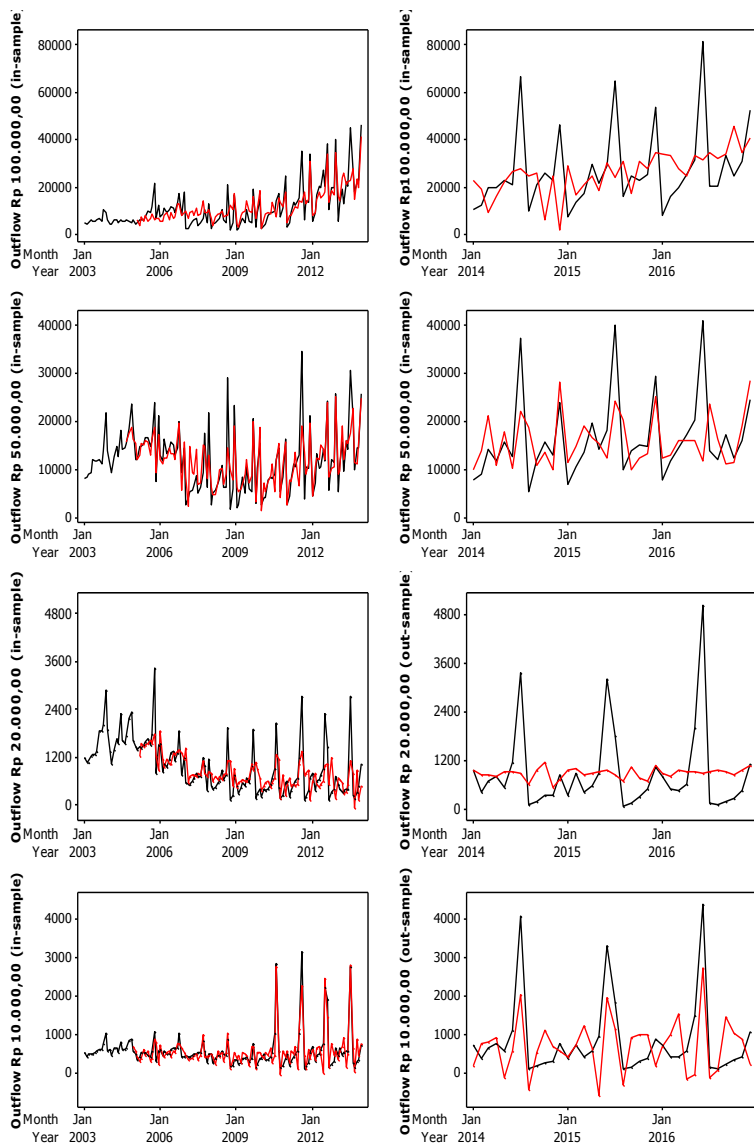 Outflow Rp 100.000,00 (in-sample)
80000
60000
40000
20000
0
Month Jan Jan Jan Jan
Year 2003 2006 2009 2012
Outflow Rp100.000,00 (in-sample)
80000
60000
40000
20000
0
Month Jan Jan Jan
Year 2014 2015 2016
Outflow Rp 50.000,00 (in-sample)
40000
30000
20000
10000
0
Month Jan Jan Jan Jan
Year 2003 2006 2009 2012
Outflow Rp 50.000,00 (in-sample)
40000
30000
20000
10000
0
Month Jan Jan Jan
Year 2014 2015 2016
Outflow Rp 20.000,00 (in-sample)
4800
3600
2400
1200
0
Month Jan Jan Jan Jan
Year 2003 2006 2009 2012
Outflow Rp 20.000,00 (out-sample)
4800
3600
2400
1200
0
Month Jan Jan Jan
Year 2014 2015 2016
Outflow Rp 10.000,00 (in-sample)
4000
3000
2000
1000
0
Month Jan Jan Jan Jan
Year 2003 2006 2009 2012
Outflow Rp 10.000,00 (out-sample)
4000
3000
2000
1000
0
Month Jan Jan Jan
Year 2014 2015 2016